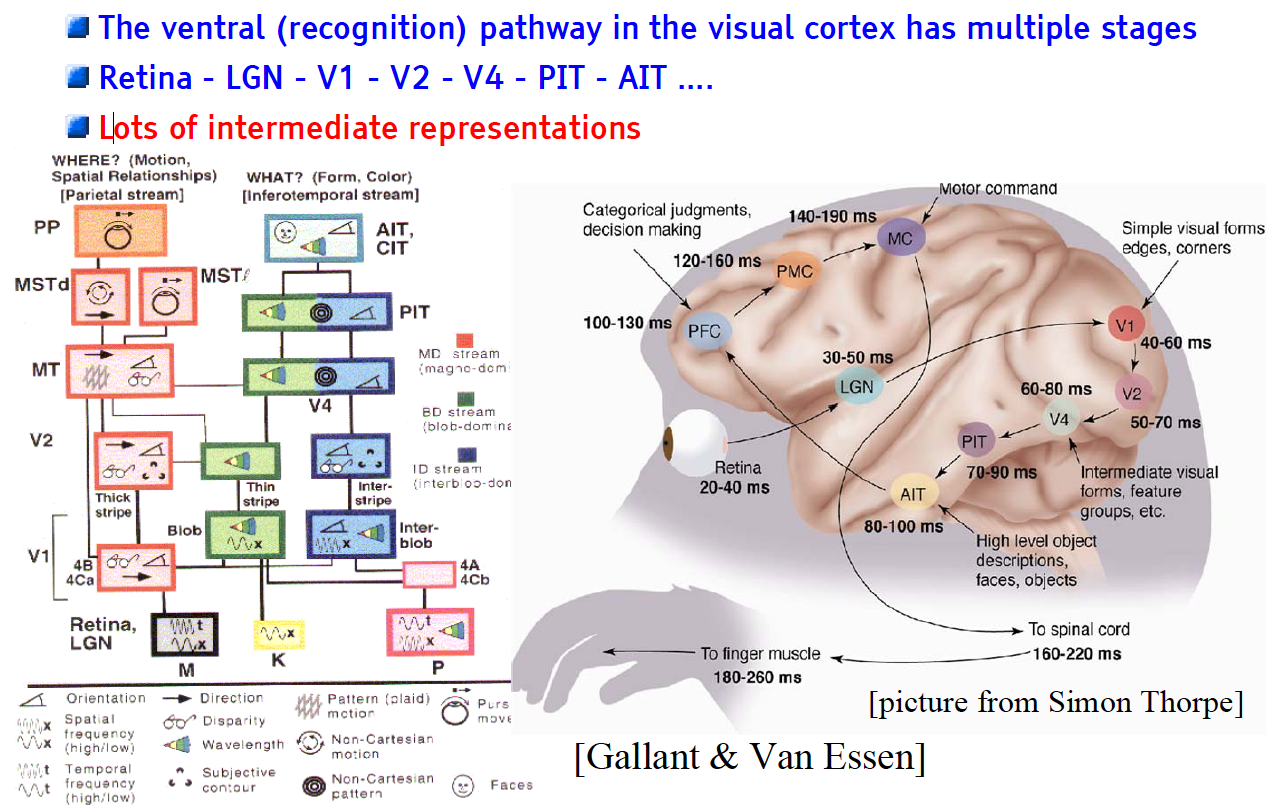 The ventral (recognition) pathway in the visual cortex has multiple stages
Retina - LGN - V1 - V2 - V4 - PIT - AIT ....
Lots of intermediate representations
WHERE? (Motion,
Spatial Relationships)
[Parietal stream]
WHAT? (Form, Color)
[Inferotemporal stream]
PP
AIT,
CIT
MSTd
MSTℓ
PIT
MT
V4
MD stream
(magno-dom
BD stream
(blob-domina
ID stream
(interblob-dom
V2
Thick
stripe
Thin
stripe
Inter-
stripe
V1
Blob
Inter-
blob
4B
4Ca
4A
4Cb
Retina,
LGN
t
x
x
x
x
t
x
M
K
P
Orientation
Direction
Pattern (plaid)
motion
Purs
move
Spatial
frequency
(high/low)
x
x
Disparity
Wavelength
Non-Cartesian
motion
Temporal
frequency
(high/low)
t
t
Subjective
contour
Non-Cartesian
pattern
Faces
Motor command
Categorical judgments,
decision making
140-190 ms
MC
Simple visual forms
edges, corners
120-160 ms
PMC
100-130 ms
PFC
V1
40-60 ms
30-50 ms
LGN
60-80 ms
V2
V4
50-70 ms
PIT
70-90 ms
Retina
20-40 ms
AIT
80-100 ms
Intermediate visual
forms, feature
groups, etc.
High level object
descriptions,
faces, objects
To spinal cord
160-220 ms
To finger muscle
180-260 ms
[picture from Simon Thorpe]
[Gallant & Van Essen]